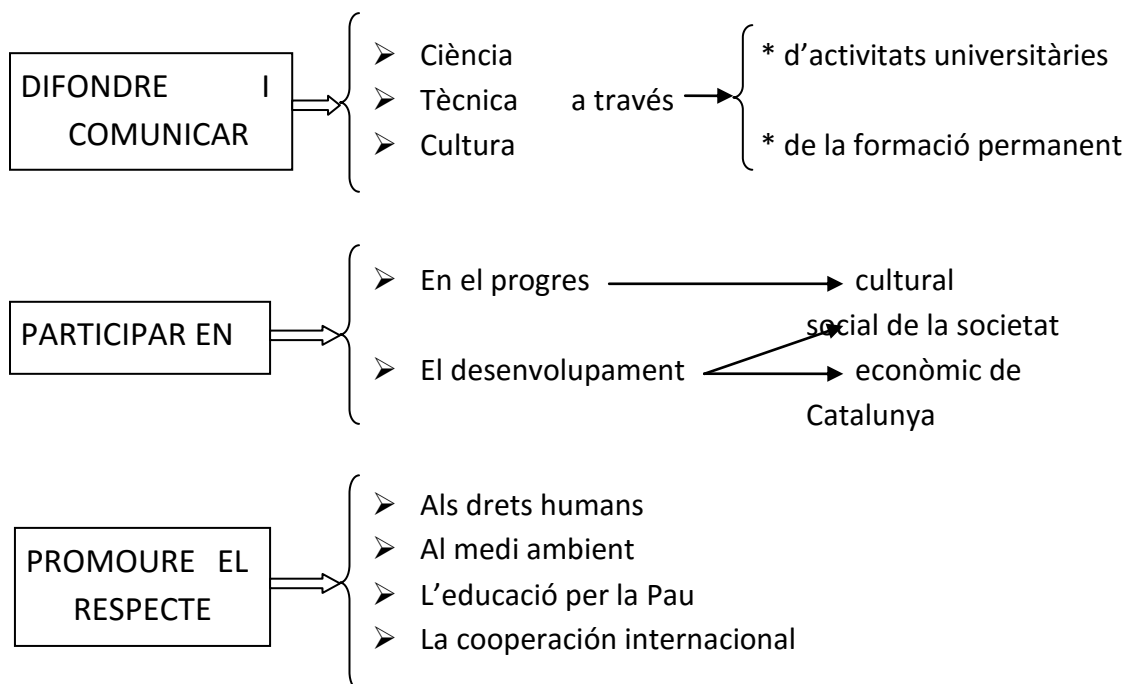 DIFONDRE I
COMUNICAR
➢ Ciència
➢ Tècnica a través
➢ Cultura
* d’activitats universitàries
* de la formació permanent
PARTICIPAR EN
➢ En el progres
➢ El desenvolupament
cultural
social de la societat
econòmic de
Catalunya
PROMOURE EL
RESPECTE
➢ Als drets humans
➢ Al medi ambient
➢ L’educació per la Pau
➢ La cooperación internacional